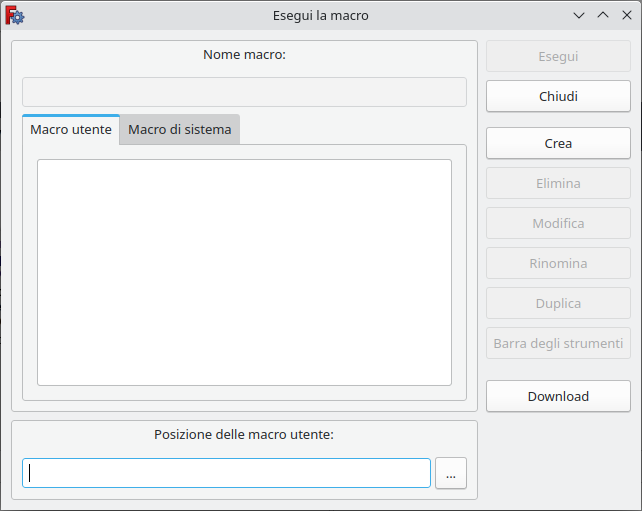 Esegui la macro
Nome macro:
Macro utente
Macro di sistema
Posizione delle macro utente:
...
Esegui
Chiudi
Crea
Elimina
Modifica
Rinomina
Duplica
Barra degli strumenti
Download